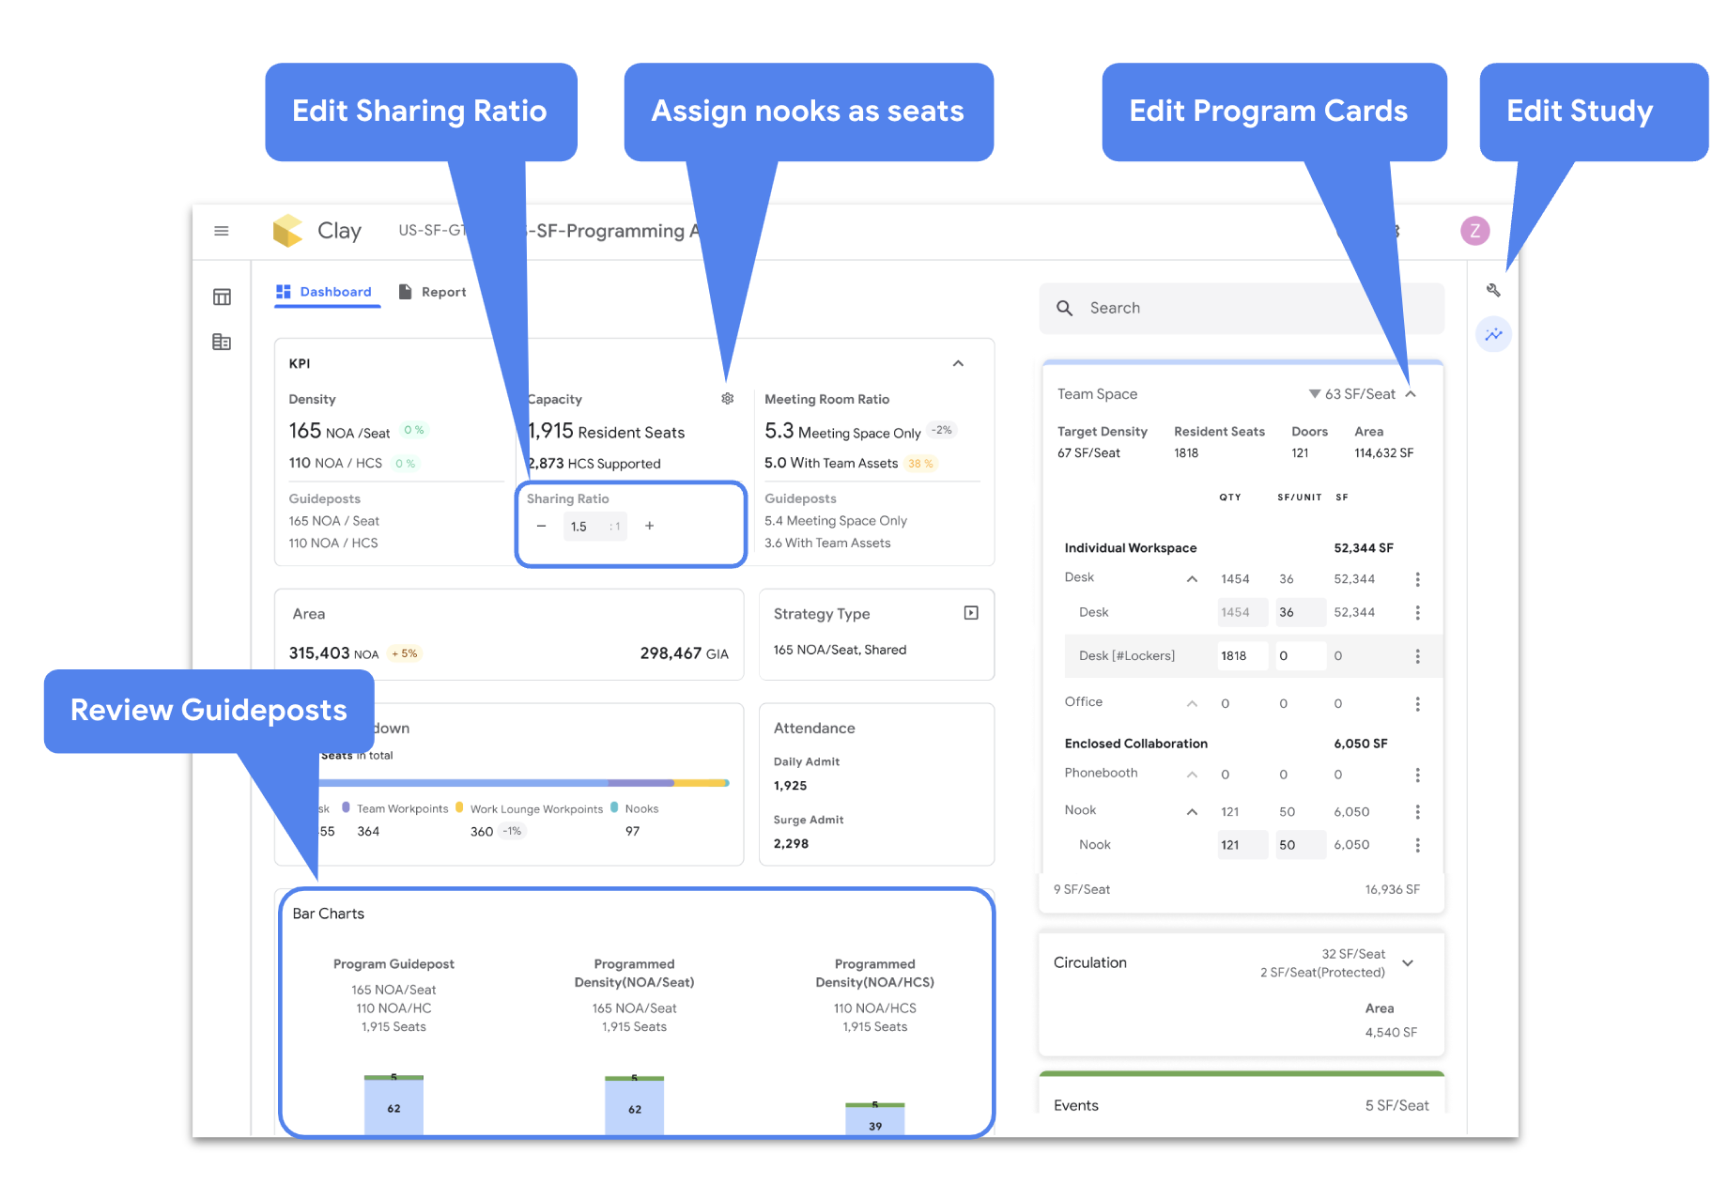 Edit Sharing Ratio
Assign nooks as seats
Edit Program Cards
Edit Study
Clay
US-SF-G
-SF-Programming
Z
Dashboard
Report
Search
KPI
Density
165 NOA /Seat 0 %
110 NOA / HCS 0 %
Guideposts
165 NOA / Seat
110 NOA / HCS
Capacity
1,915 Resident Seats
2,873 HCS Supported
Sharing Ratio
− 1.5 : 1 +
Meeting Room Ratio
5.3 Meeting Space Only -2%
5.0 With Team Assets 38 %
Guideposts
5.4 Meeting Space Only
3.6 With Team Assets
Area
315,403 NOA + 5%
298,467 GIA
Strategy Type
165 NOA/Seat, Shared
Review Guideposts
down
Seats in total
sk
55
Team Workpoints
364
Work Lounge Workpoints
360 -1%
Nooks
97
Attendance
Daily Admit
1,925
Surge Admit
2,298
Bar Charts
Program Guidepost
165 NOA/Seat
110 NOA/HC
1,915 Seats
5
62
Programmed
Density(NOA/Seat)
165 NOA/Seat
1,915 Seats
5
62
Programmed
Density(NOA/HCS)
110 NOA/HCS
1,915 Seats
5
39
Team Space
63 SF/Seat
Target Density Resident Seats Doors Area
67 SF/Seat 1818 121 114,632 SF
QTY SF/UNIT SF
Individual Workspace 52,344 SF
Desk 1454 36 52,344
Desk 1454 36 52,344
Desk [#Lockers] 1818 0 0
Office 0 0 0
Enclosed Collaboration 6,050 SF
Phonebooth 0 0 0
Nook 121 50 6,050
Nook 121 50 6,050
9 SF/Seat 16,936 SF
Circulation
32 SF/Seat
2 SF/Seat(Protected)
Area
4,540 SF
Events 5 SF/Seat